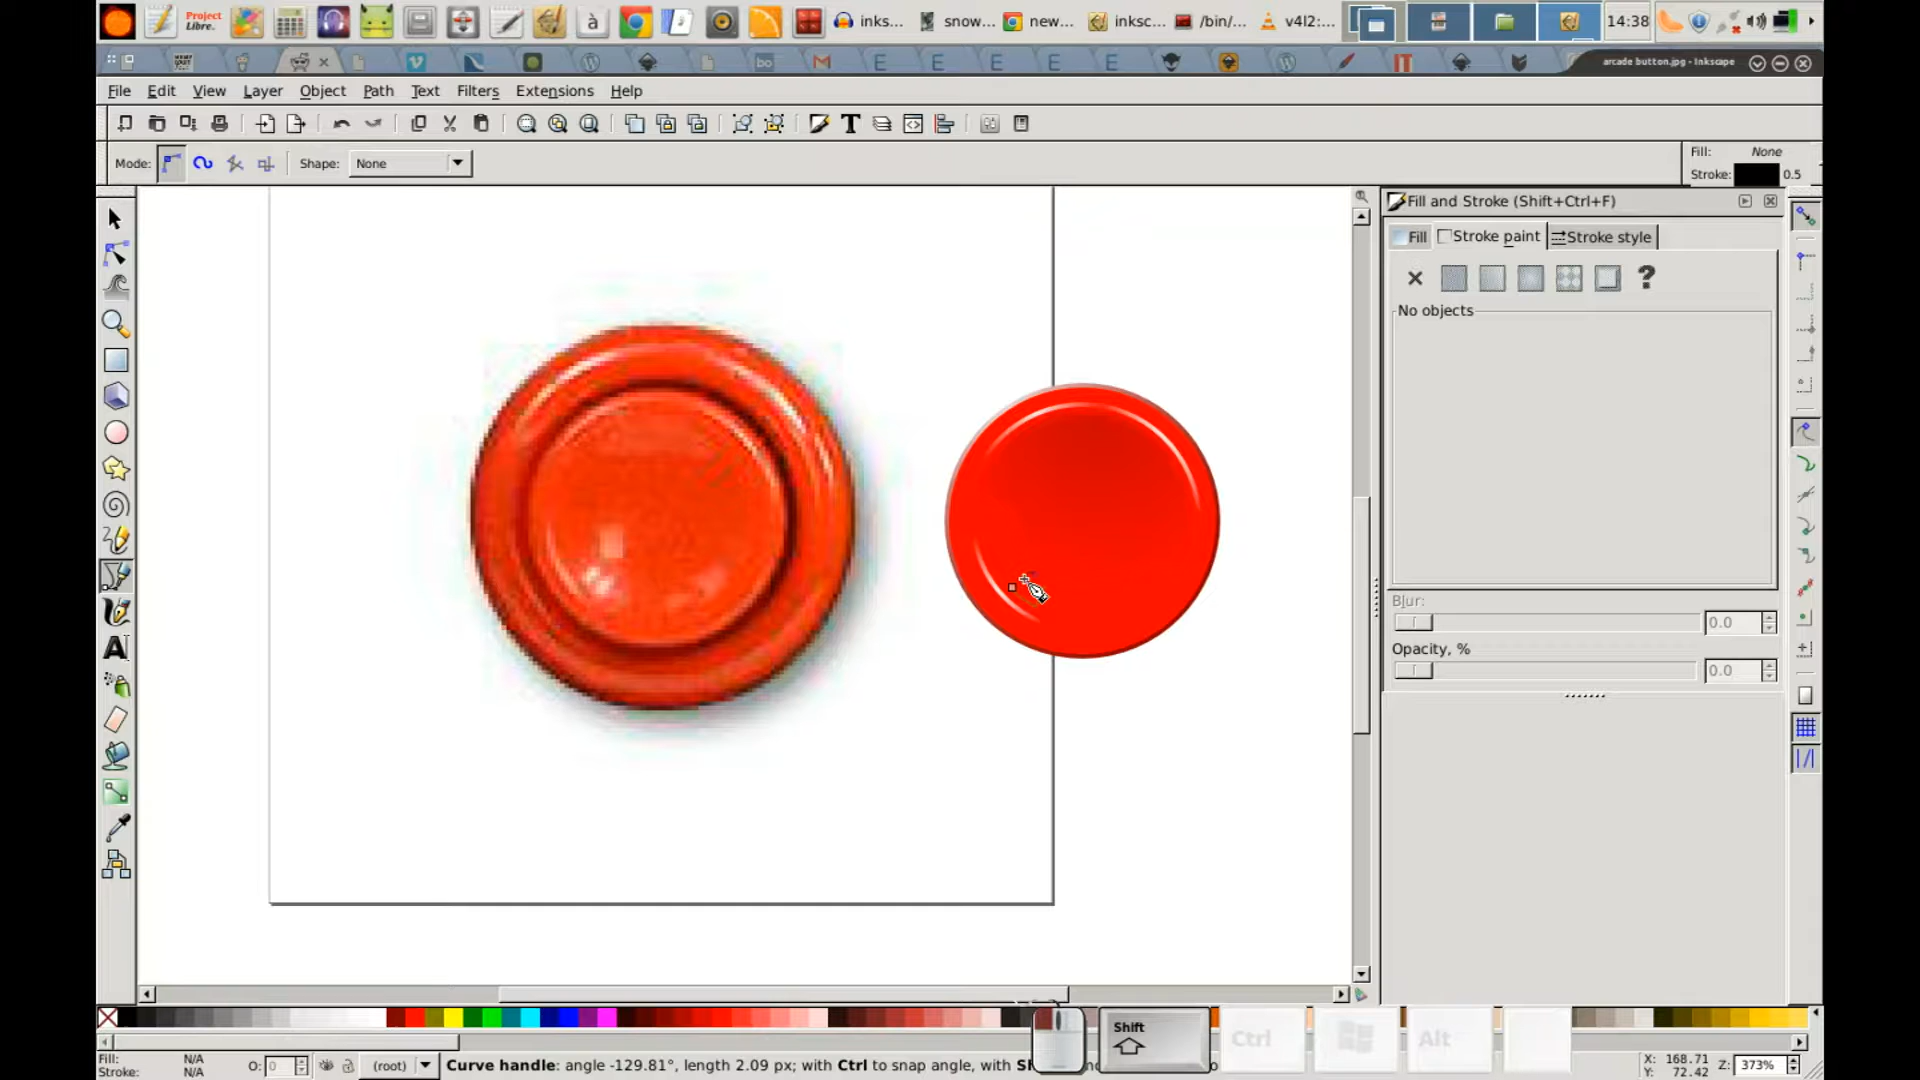 Project
Libre.
à
inks...
snow...
new...
inksc...
/bin/...
v4l2:...
14:38
bo
IT
arcade button.jpg - Inkscape
File
Edit
View
Layer
Object
Path
Text
Filters
Extensions
Help
Mode:
Shape:
None
Fill:
None
Stroke:
0.5
Fill and Stroke (Shift+Ctrl+F)
Fill
Stroke paint
Stroke style
No objects
Blur:
0.0
Opacity, %
0.0
Shift
Ctrl
Alt
Fill:
N/A
Stroke:
N/A
O:
0
(root)
Curve handle: angle -129.81°, length 2.09 px; with Ctrl to snap angle, with
X:
168.71
Y:
72.42
Z:
373%